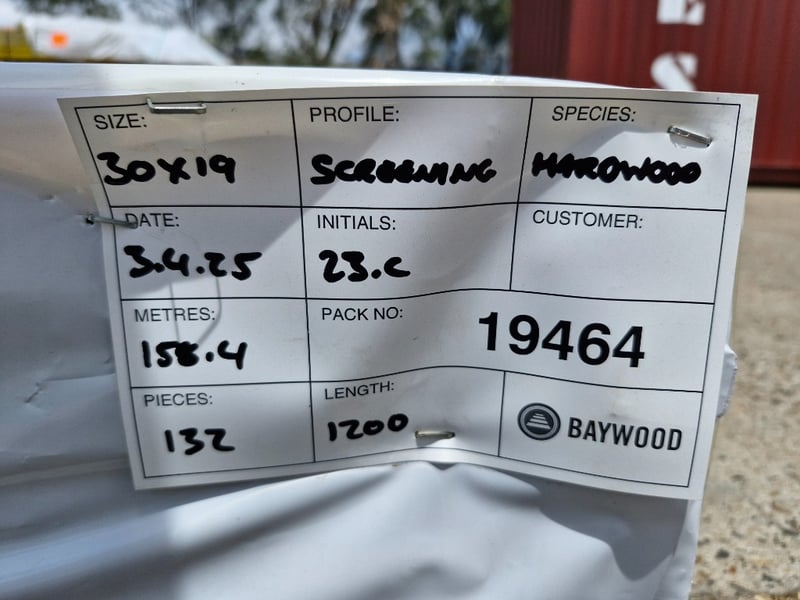 E
S
SIZE:
30x19
PROFILE:
SCREENING
SPECIES:
HARDWOOD
DATE:
3.4.25
INITIALS:
23.C
CUSTOMER:
METRES:
158.4
PACK NO:
19464
PIECES:
132
LENGTH:
1200
BAYWOOD